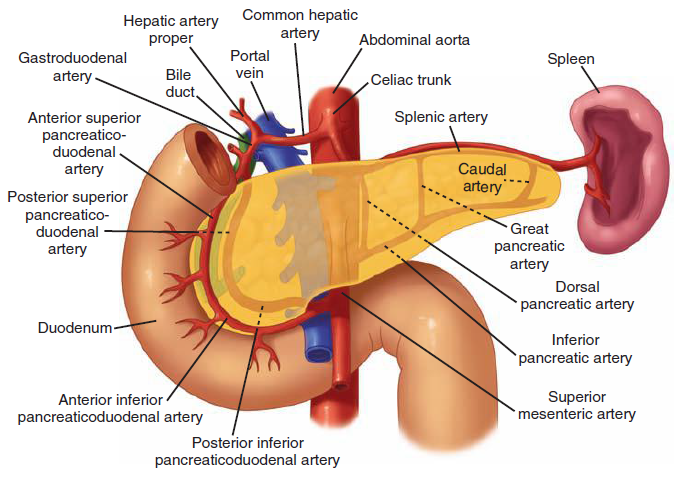 Hepatic artery
proper
Common hepatic
artery
Abdominal aorta
Gastroduodenal
artery
Bile
duct
Portal
vein
Celiac trunk
Spleen
Anterior superior
pancreatico-
duodenal
artery
Splenic artery
Caudal
artery
Posterior superior
pancreatico-
duodenal
artery
Great
pancreatic
artery
Dorsal
pancreatic artery
Duodenum
Inferior
pancreatic artery
Anterior inferior
pancreaticoduodenal artery
Superior
mesenteric artery
Posterior inferior
pancreaticoduodenal artery